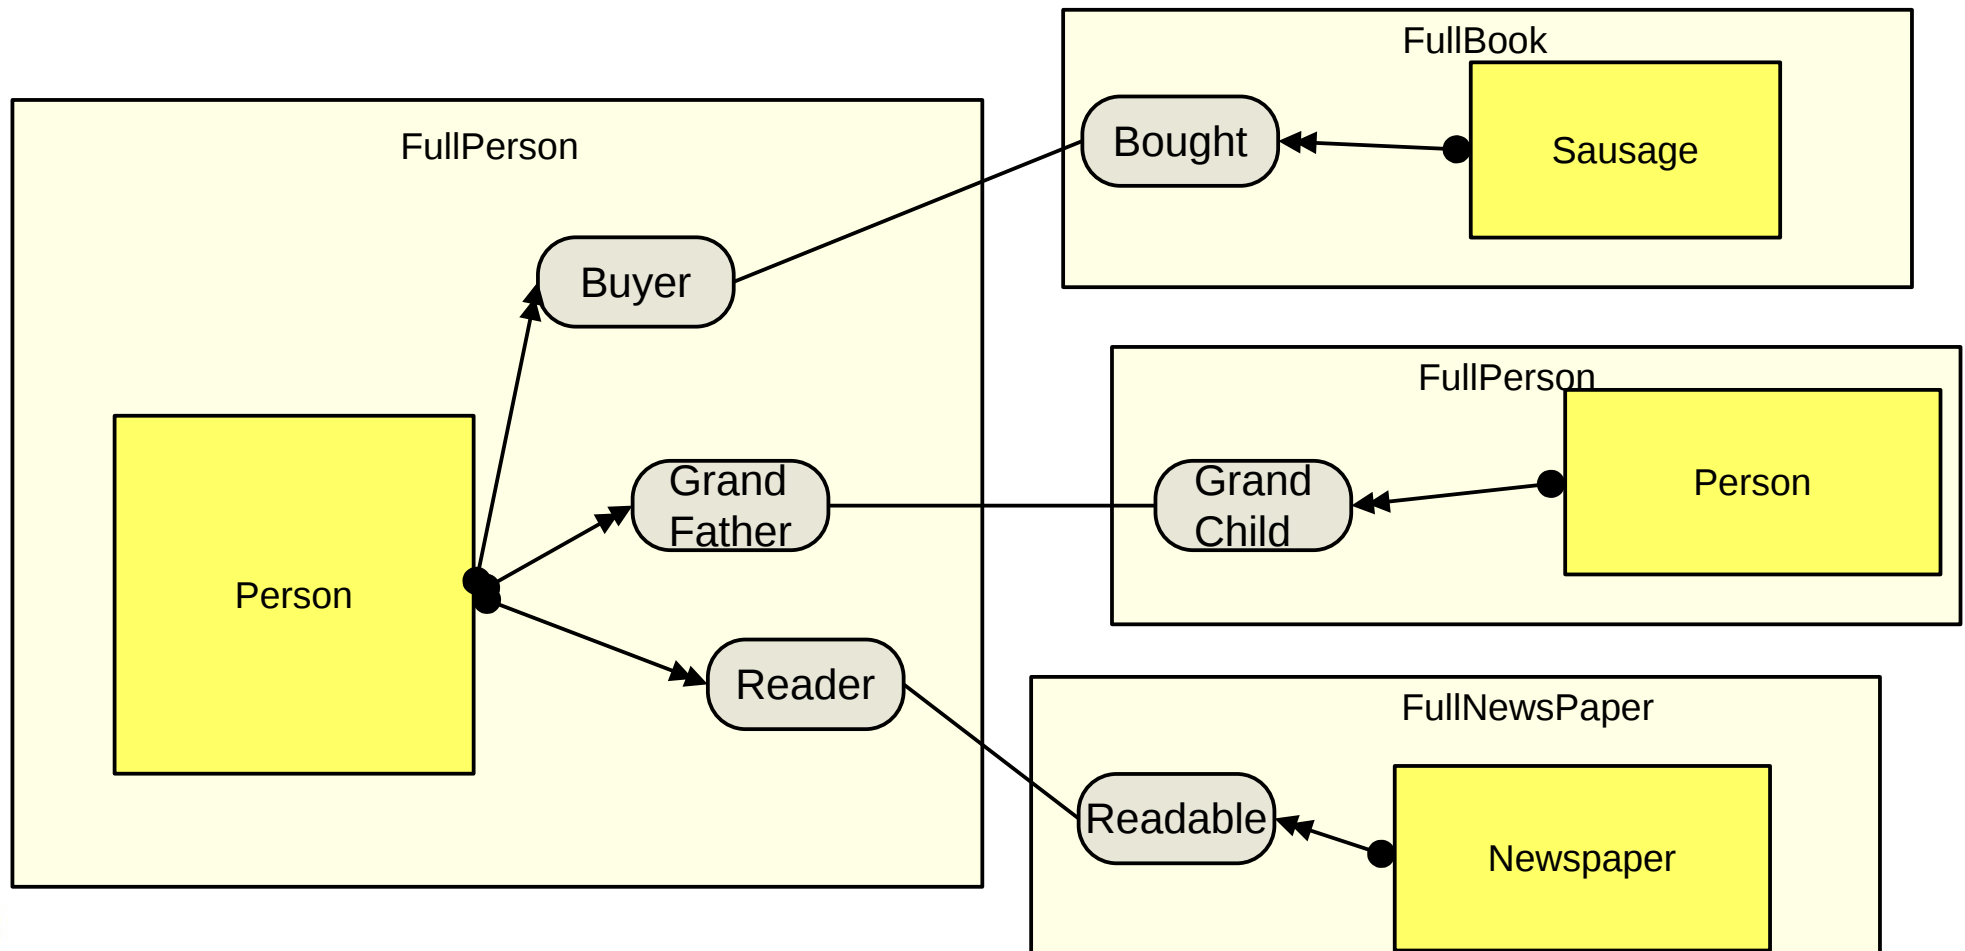 FullPerson
Buyer
Person
Grand
Father
Reader
FullBook
Bought
Sausage
FullPerson
Grand
Child
Person
FullNewsPaper
Readable
Newspaper